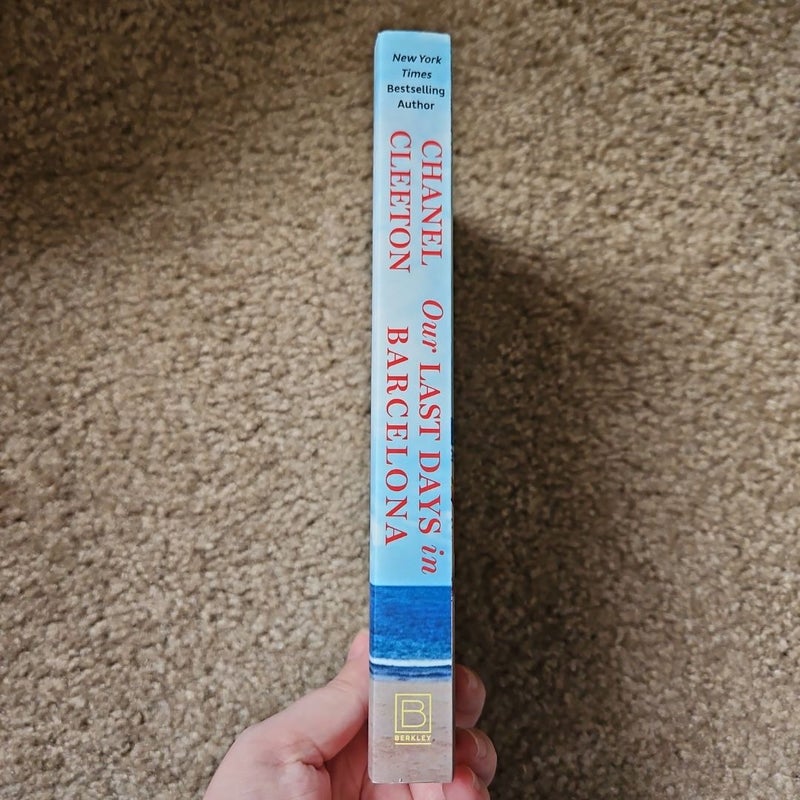 New York
Times
Bestselling
Author
CHANEL
CLEETON
Our LAST DAYS in
BARCELONA
B
BERKLEY